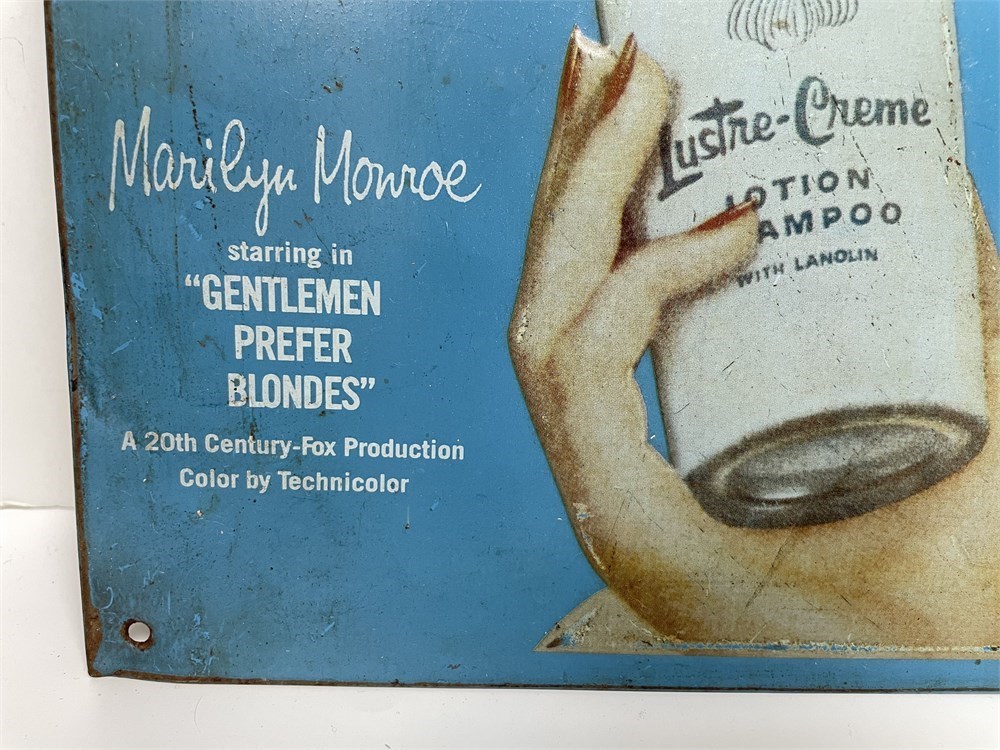 Marilyn Monroe
starring in
“GENTLEMEN
PREFER
BLONDES”
A 20th Century-Fox Production
Color by Technicolor
Lustre-Creme
LOTION
AMPOO
WITH LANOLIN